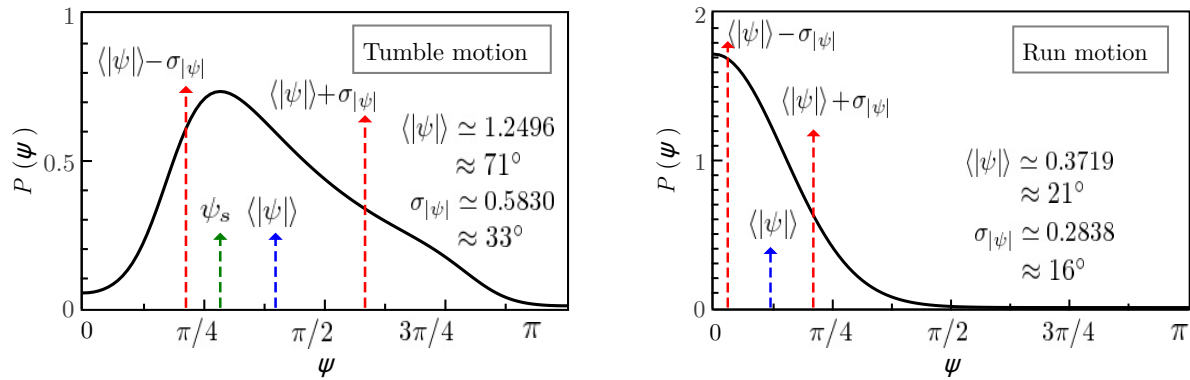 1
0.5
0
P (ψ)
Tumble motion
⟨|ψ|⟩−σ|ψ|
⟨|ψ|⟩+σ|ψ|
⟨|ψ|⟩ ≃ 1.2496
≈ 71°
σ|ψ| ≃ 0.5830
≈ 33°
ψs ⟨|ψ|⟩
0 π/4 π/2 3π/4 π
ψ
2
1
0
P (ψ)
⟨|ψ|⟩−σ|ψ|
Run motion
⟨|ψ|⟩+σ|ψ|
⟨|ψ|⟩ ≃ 0.3719
≈ 21°
σ|ψ| ≃ 0.2838
≈ 16°
⟨|ψ|⟩
0 π/4 π/2 3π/4 π
ψ